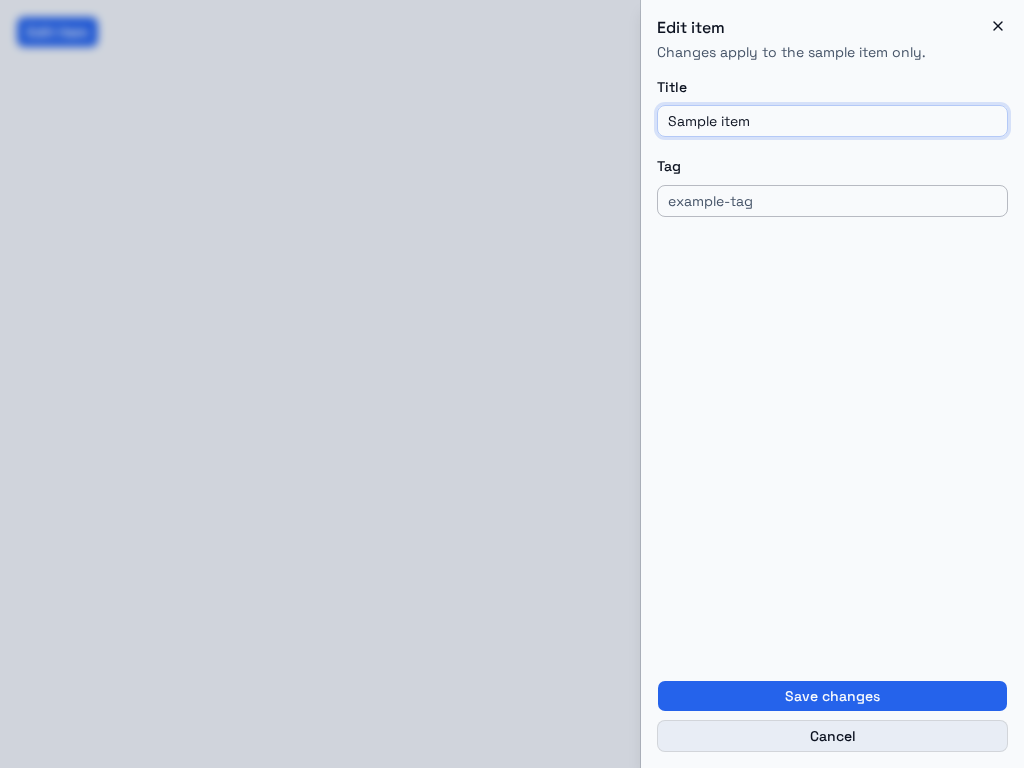 Edit item
Changes apply to the sample item only.
Title
Sample item
Tag
example-tag
Save changes
Cancel